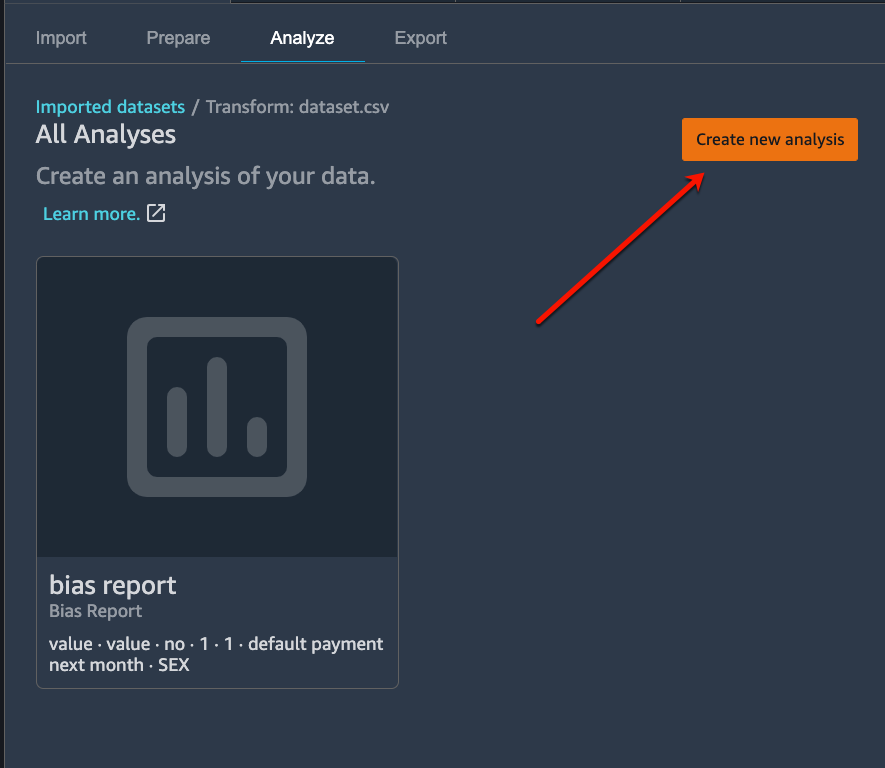 Import Prepare Analyze Export
Imported datasets / Transform: dataset.csv
All Analyses
Create new analysis
Create an analysis of your data.
Learn more.
bias report
Bias Report
value · value · no · 1 · 1 · default payment
next month · SEX